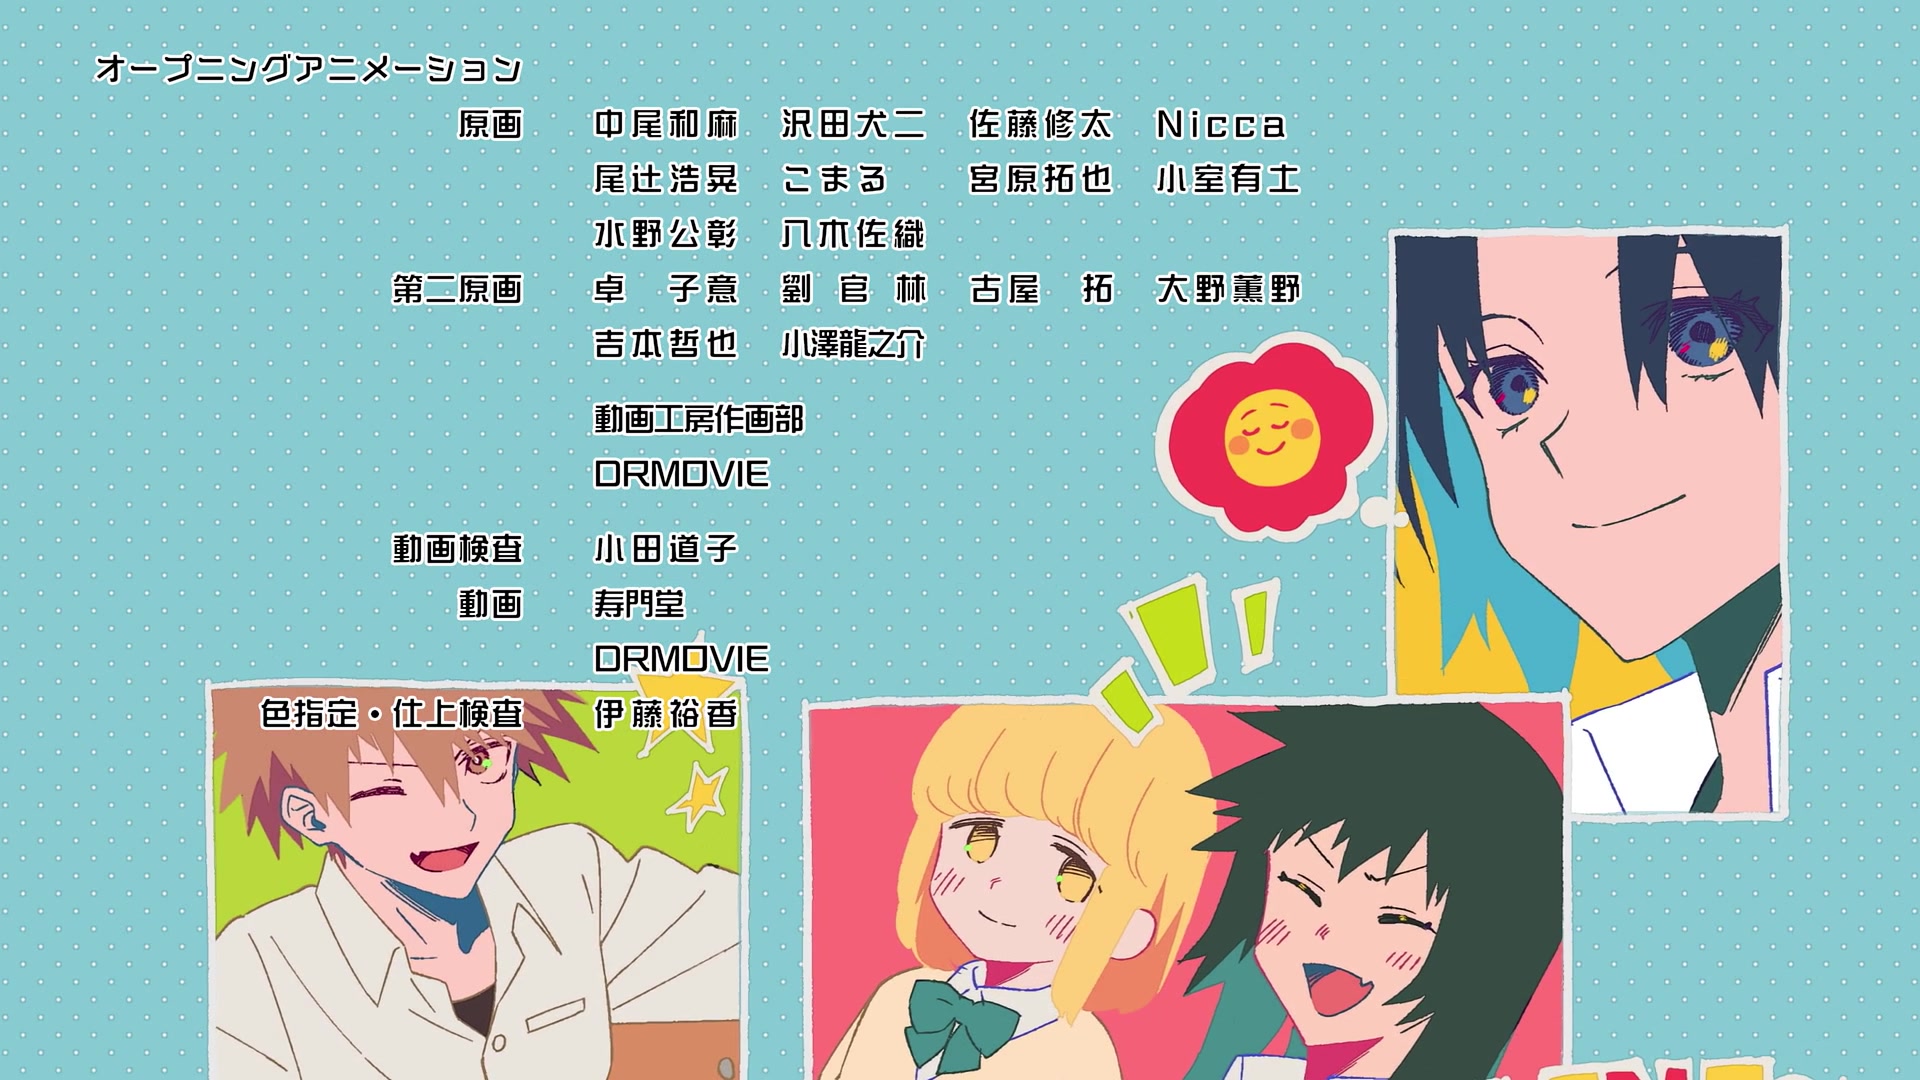 オープニングアニメーション
原画 中尾和麻 沢田犬二 佐藤修太 Nicca
尾辻浩晃 こまる 宮原拓也 小室有士
水野公彰 八木佐織
第二原画 卓 子意 劉 官 林 古屋 拓 大野薫野
吉本哲也 小澤龍之介
動画工房作画部
DRMOVIE
動画検査 小田道子
動画 寿門堂
DRMOVIE
色指定・仕上検査 伊藤裕香